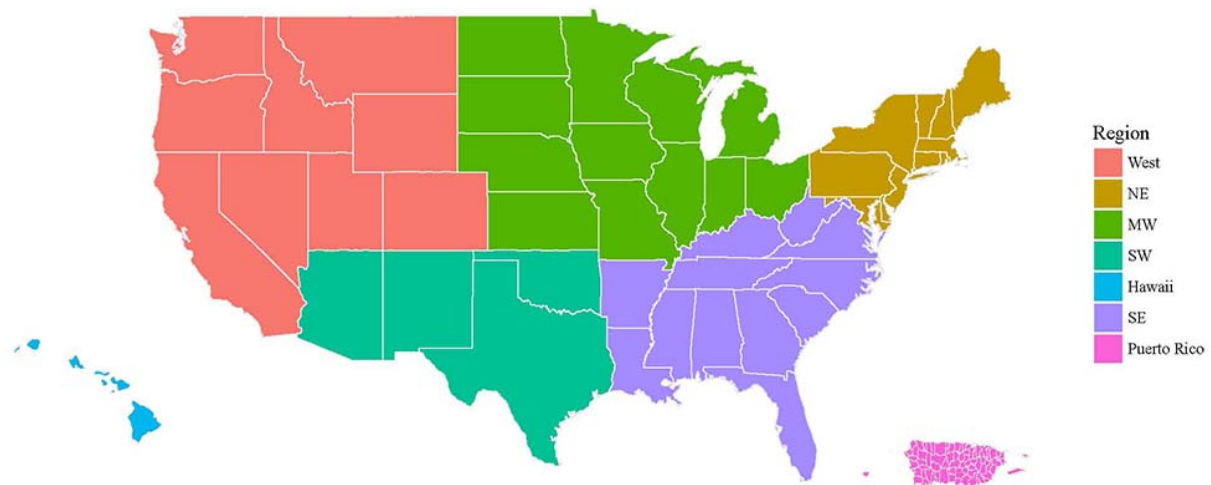 Region
West
NE
MW
SW
Hawaii
SE
Puerto Rico